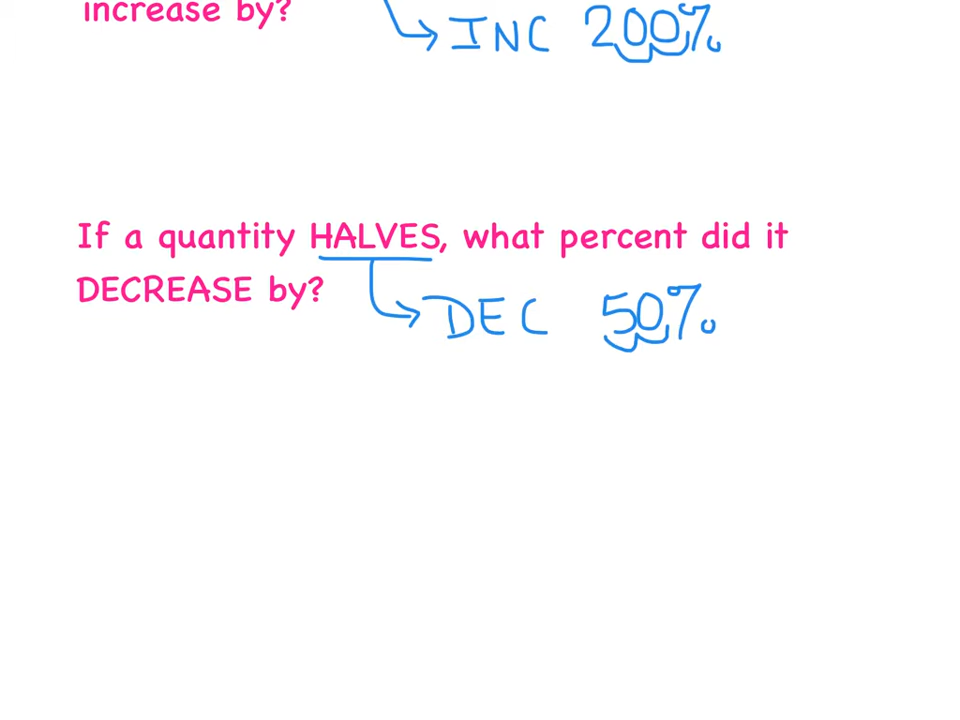 increase by?
INC 200%
If a quantity HALVES, what percent did it
DECREASE by?
DEC 50%